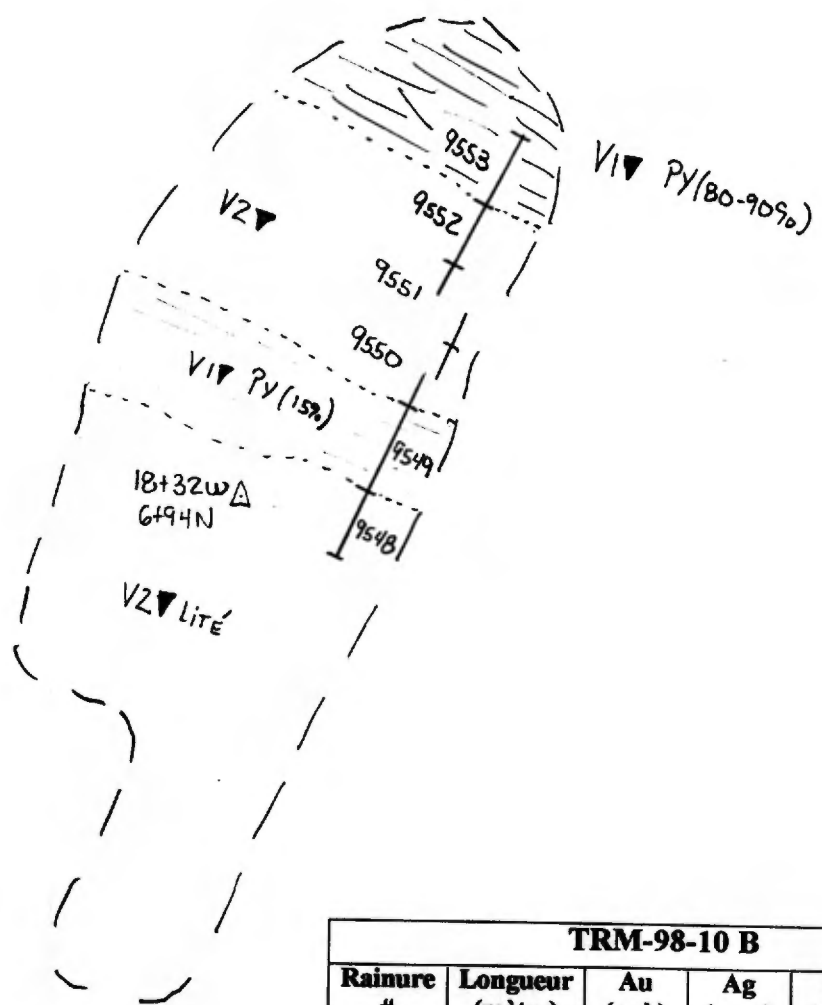 9553
V1▼ PY (80-90%)
9552
V2▼
9551
9550
V1▼ PY (15%)
9549
18+32W △
6+94N
9548
V2▼ LITÉ
TRM-98-10 B
Rainure Longueur Au Ag